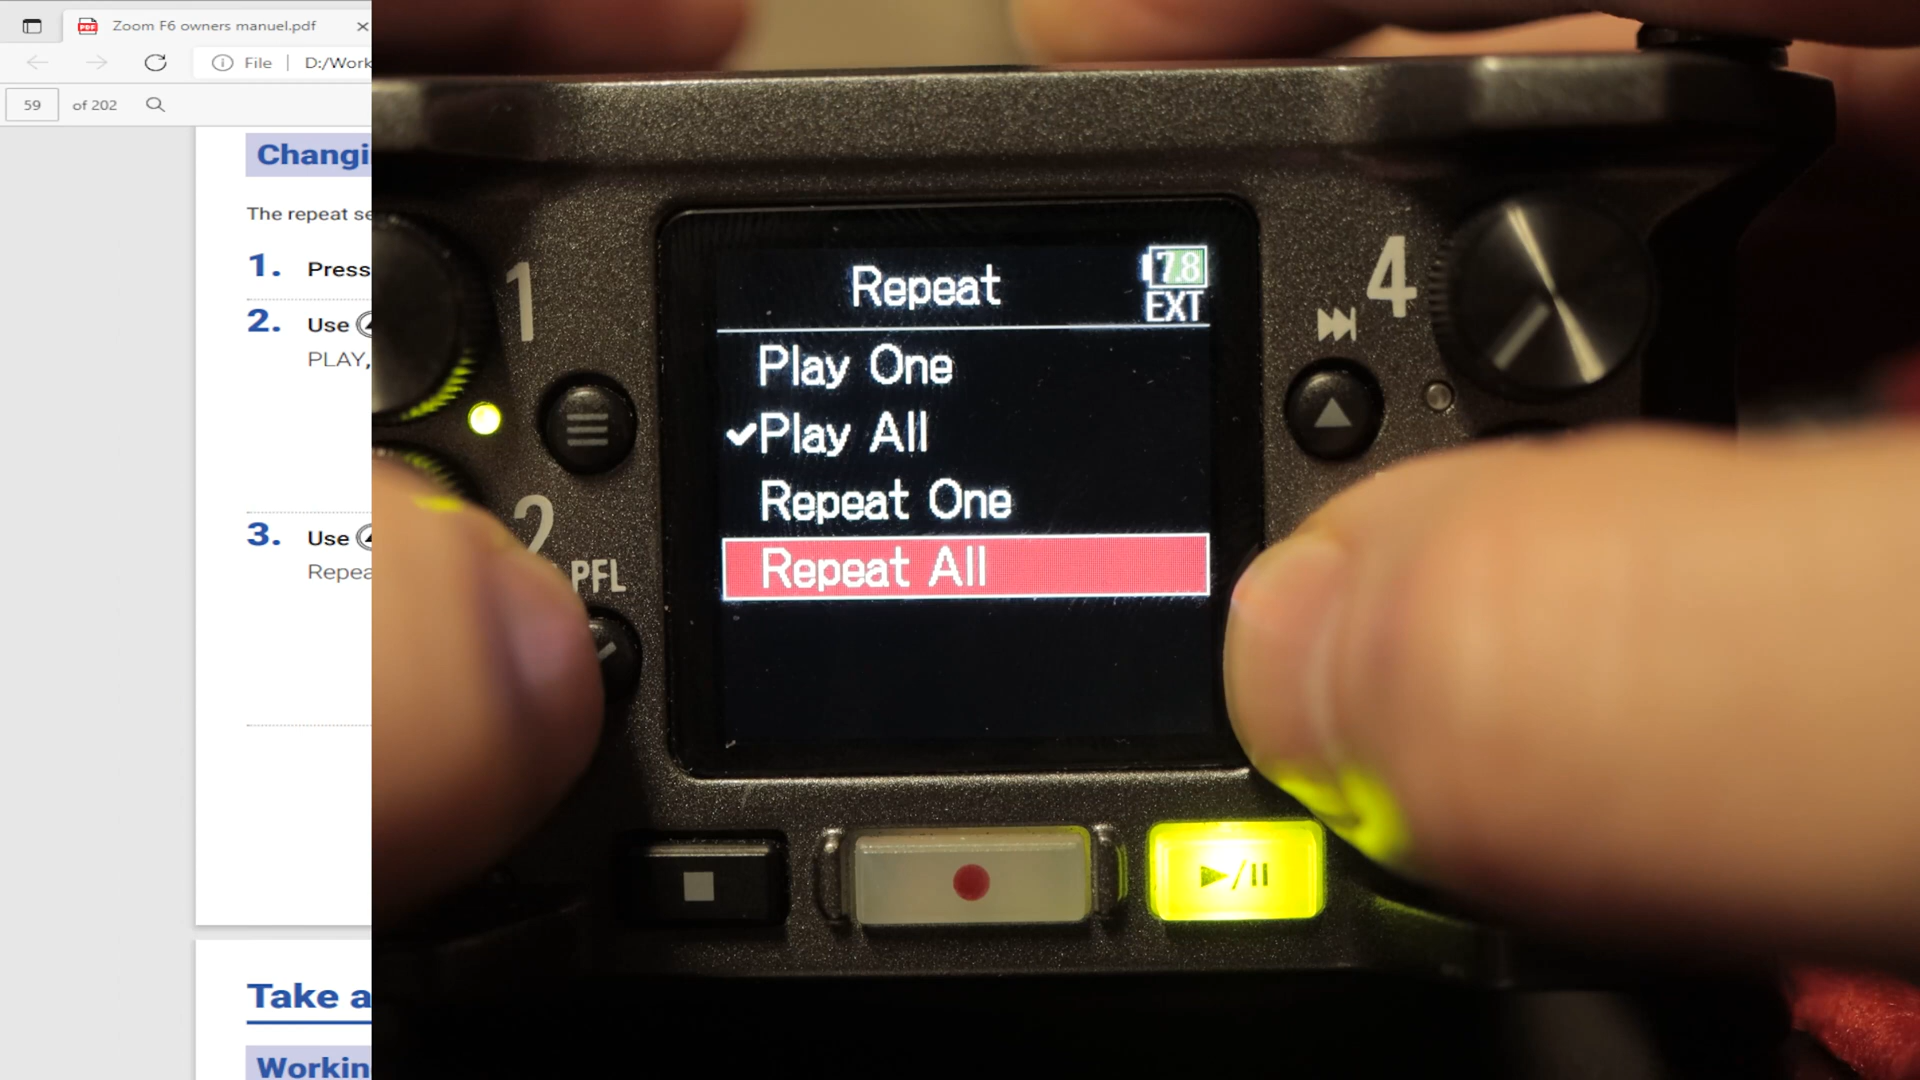 Zoom F6 owners manuel.pdf
File
D:/Work
59 of 202
Changi
The repeat se
1. Press
2. Use
PLAY,
3. Use
Repea
Take a
Workin
1
2
PFL
4
Repeat
7.8
EXT
Play One
Play All
Repeat One
Repeat All